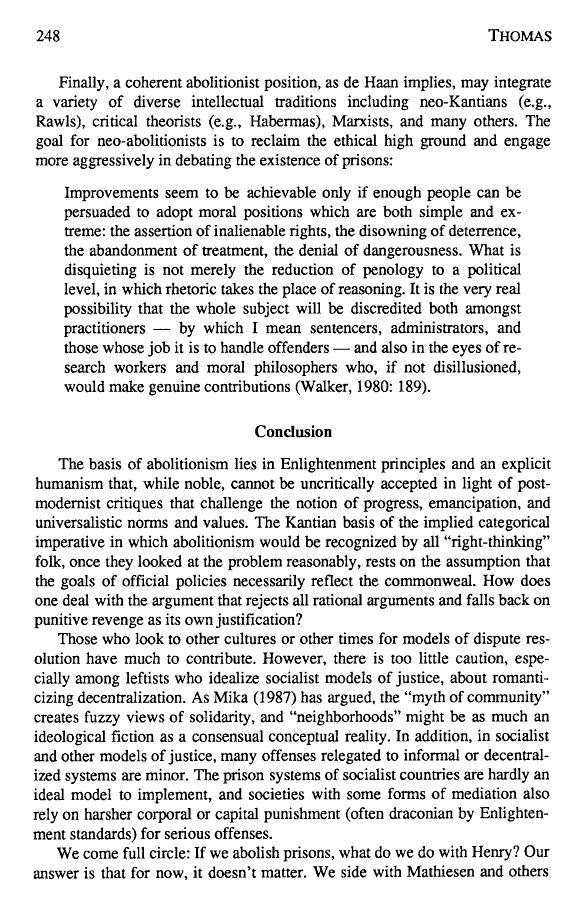 248 THOMAS
Finally, a coherent abolitionist position, as de Haan implies, may integrate
a variety of diverse intellectual traditions including neo-Kantians (e.g.,
Rawls), critical theorists (e.g., Habermas), Marxists, and many others. The
goal for neo-abolitionists is to reclaim the ethical high ground and engage
more aggressively in debating the existence of prisons:
Improvements seem to be achievable only if enough people can be
persuaded to adopt moral positions which are both simple and ex-
treme: the assertion of inalienable rights, the disowning of deterrence,
the abandonment of treatment, the denial of dangerousness. What is
disquieting is not merely the reduction of penology to a political
level, in which rhetoric takes the place of reasoning. It is the very real
possibility that the whole subject will be discredited both amongst
practitioners — by which I mean sentencers, administrators, and
those whose job it is to handle offenders — and also in the eyes of re-
search workers and moral philosophers who, if not disillusioned,
would make genuine contributions (Walker, 1980: 189).
Conclusion
The basis of abolitionism lies in Enlightenment principles and an explicit
humanism that, while noble, cannot be uncritically accepted in light of post-
modernist critiques that challenge the notion of progress, emancipation, and
universalistic norms and values. The Kantian basis of the implied categorical
imperative in which abolitionism would be recognized by all “right-thinking”
folk, once they looked at the problem reasonably, rests on the assumption that
the goals of official policies necessarily reflect the commonweal. How does
one deal with the argument that rejects all rational arguments and falls back on
punitive revenge as its own justification?
Those who look to other cultures or other times for models of dispute res-
olution have much to contribute. However, there is too little caution, espe-
cially among leftists who idealize socialist models of justice, about romanti-
cizing decentralization. As Mika (1987) has argued, the “myth of community”
creates fuzzy views of solidarity, and “neighborhoods” might be as much an
ideological fiction as a consensual conceptual reality. In addition, in socialist
and other models of justice, many offenses relegated to informal or decentral-
ized systems are minor. The prison systems of socialist countries are hardly an
ideal model to implement, and societies with some forms of mediation also
rely on harsher corporal or capital punishment (often draconian by Enlighten-
ment standards) for serious offenses.
We come full circle: If we abolish prisons, what do we do with Henry? Our
answer is that for now, it doesn’t matter. We side with Mathiesen and others